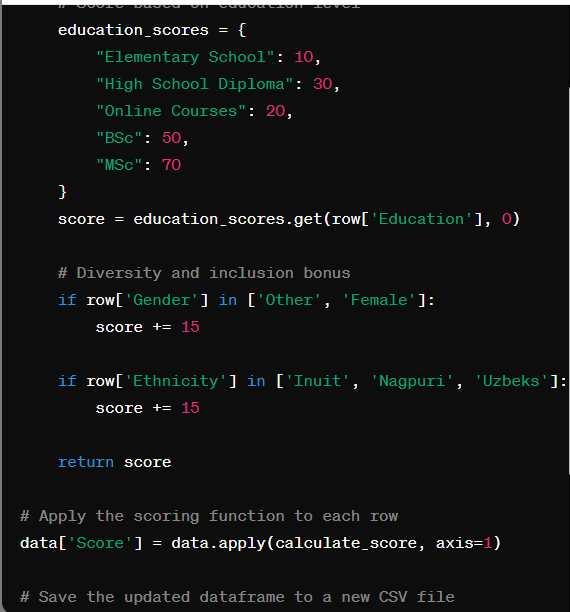 # Score based on education level
education_scores = {
"Elementary School": 10,
"High School Diploma": 30,
"Online Courses": 20,
"BSc": 50,
"MSc": 70
}
score = education_scores.get(row['Education'], 0)
# Diversity and inclusion bonus
if row['Gender'] in ['Other', 'Female']:
score += 15
if row['Ethnicity'] in ['Inuit', 'Nagpuri', 'Uzbeks']:
score += 15
return score
# Apply the scoring function to each row
data['Score'] = data.apply(calculate_score, axis=1)
# Save the updated dataframe to a new CSV file